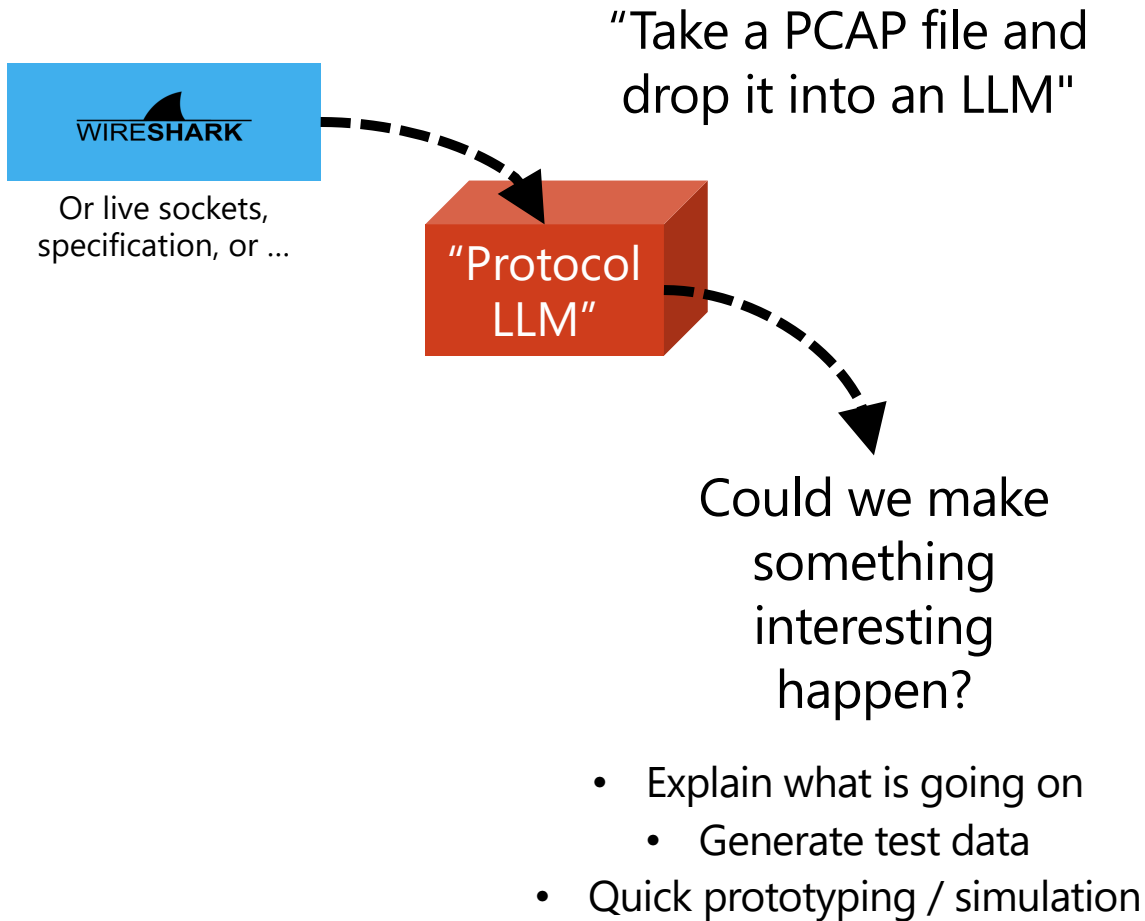 “Take a PCAP file and
drop it into an LLM"
WIRESHARK
Or live sockets,
specification, or …
“Protocol
LLM”
Could we make
something
interesting
happen?
• Explain what is going on
• Generate test data
• Quick prototyping / simulation